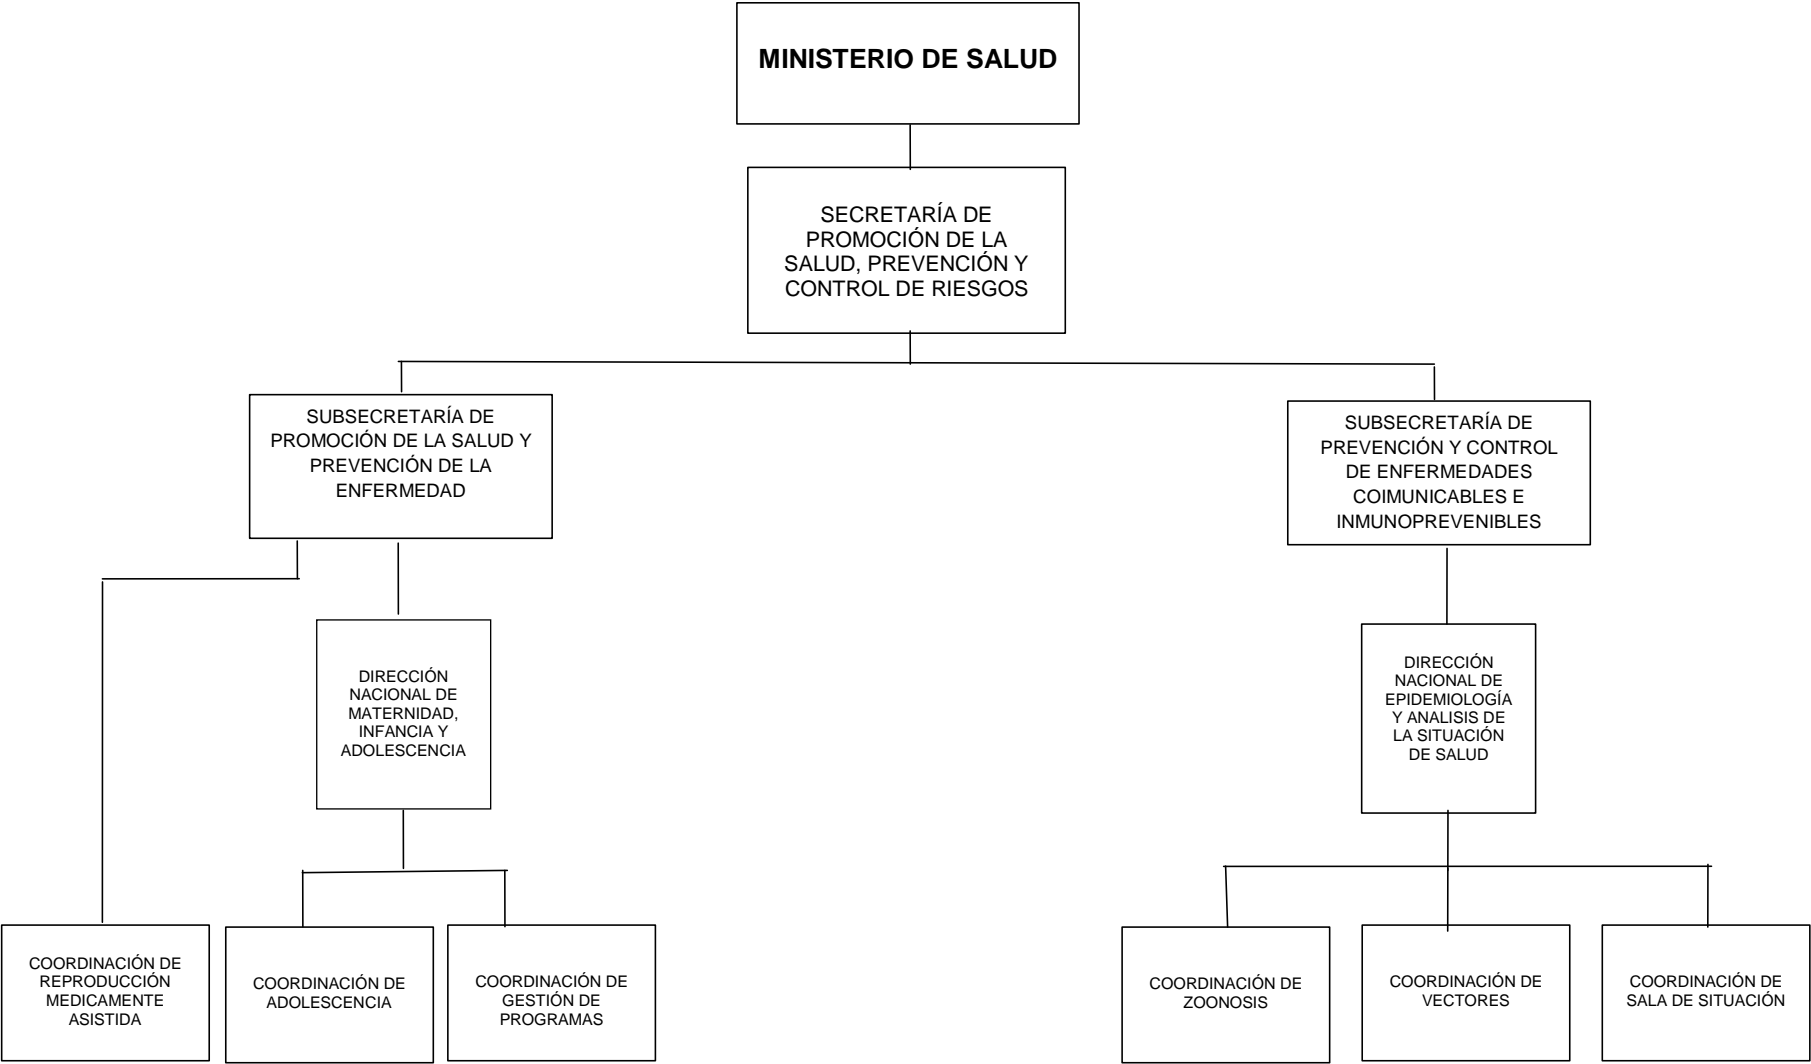 MINISTERIO DE SALUD
SECRETARÍA DE
PROMOCIÓN DE LA
SALUD, PREVENCIÓN Y
CONTROL DE RIESGOS
SUBSECRETARÍA DE
PROMOCIÓN DE LA SALUD Y
PREVENCIÓN DE LA
ENFERMEDAD
SUBSECRETARÍA DE
PREVENCIÓN Y CONTROL
DE ENFERMEDADES
COIMUNICABLES E
INMUNOPREVENIBLES
DIRECCIÓN
NACIONAL DE
MATERNIDAD,
INFANCIA Y
ADOLESCENCIA
DIRECCIÓN
NACIONAL DE
EPIDEMIOLOGÍA
Y ANALISIS DE
LA SITUACIÓN
DE SALUD
COORDINACIÓN DE
REPRODUCCIÓN
MEDICAMENTE
ASISTIDA
COORDINACIÓN DE
ADOLESCENCIA
COORDINACIÓN DE
GESTIÓN DE
PROGRAMAS
COORDINACIÓN DE
ZOONOSIS
COORDINACIÓN DE
VECTORES
COORDINACIÓN DE
SALA DE SITUACIÓN